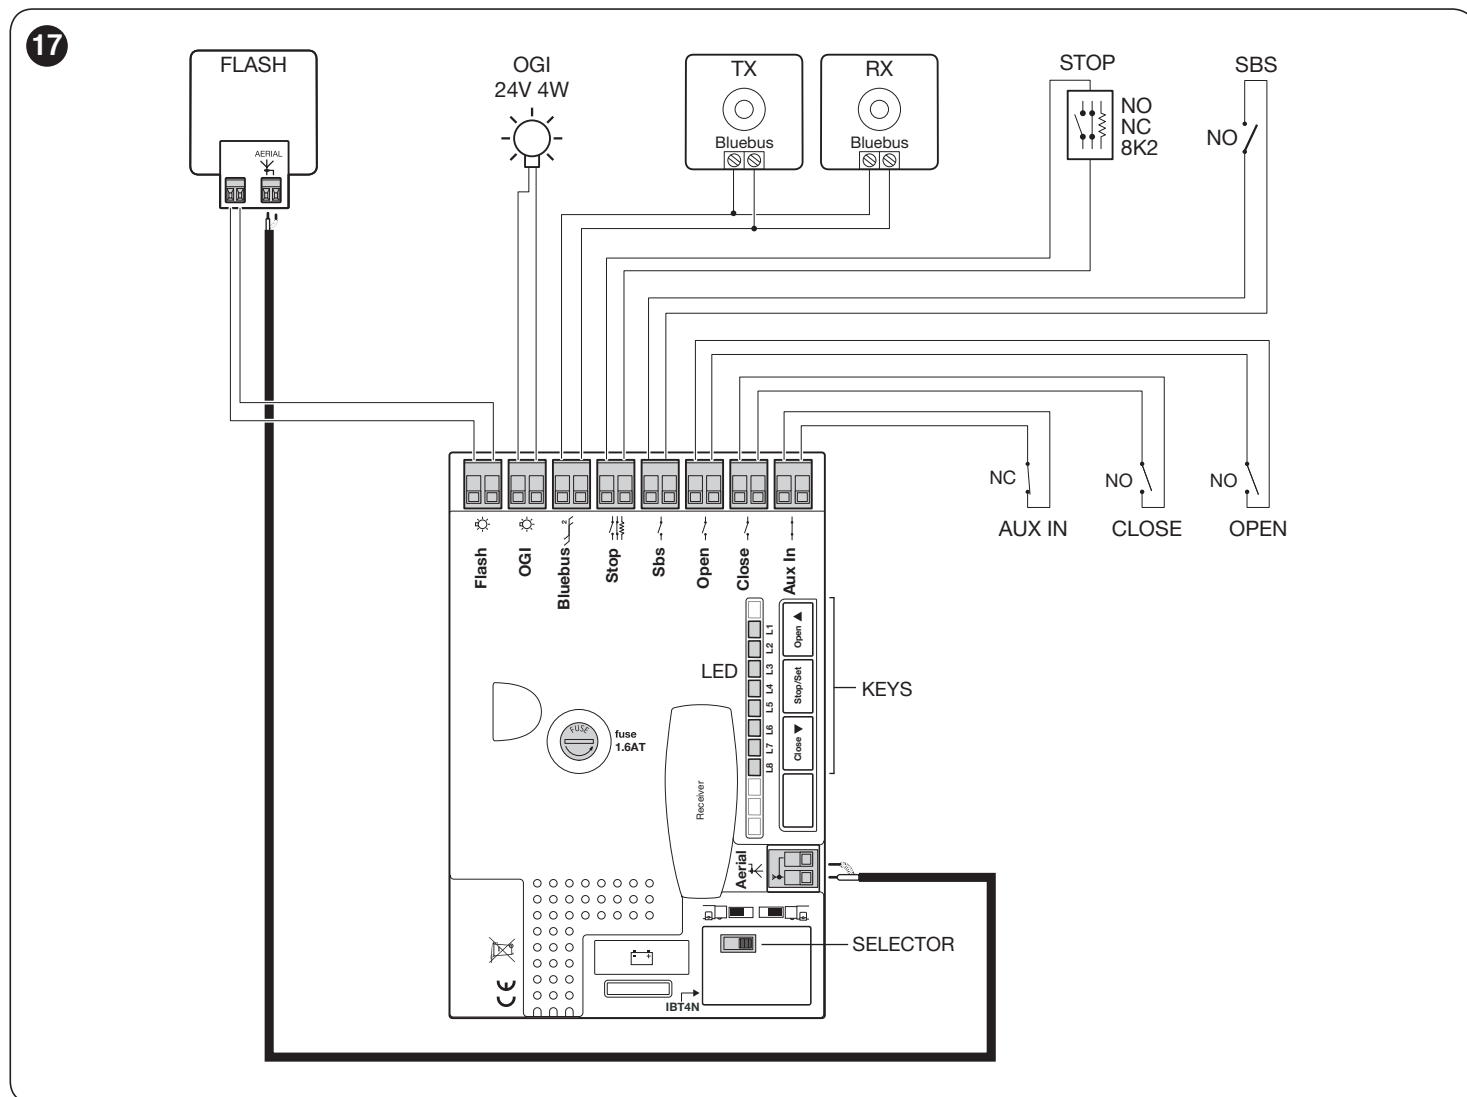 17
FLASH
AERIAL
OGI
24V 4W
TX
Bluebus
RX
Bluebus
STOP
NO
NC
8K2
SBS
NO
NC
AUX IN
NO
CLOSE
NO
OPEN
Flash
OGI
Bluebus
2
Stop
Sbs
Open
Close
Aux In
LED
L1
L2
L3
L4
L5
L6
L7
L8
Open ▲
Stop/Set
Close ▼
KEYS
FUSE
fuse
1.6AT
Receiver
Aerial
SELECTOR
IBT4N
CE